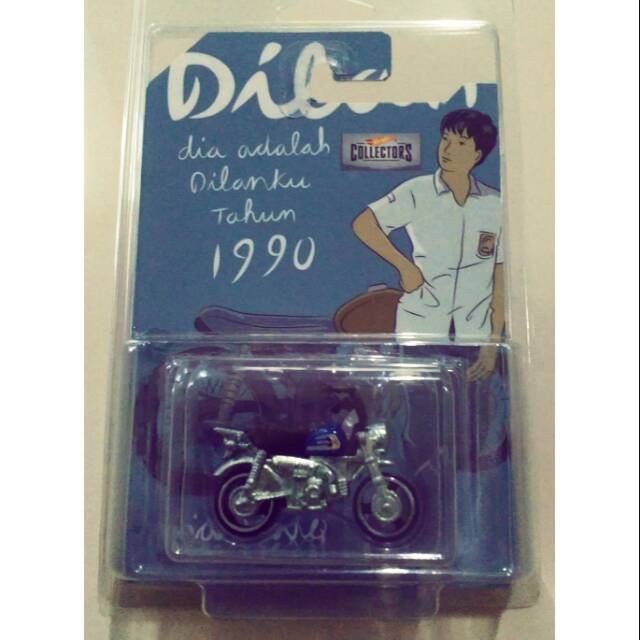 Dilan
dia adalah
Dilanku
Tahun
1990
COLLECTORS